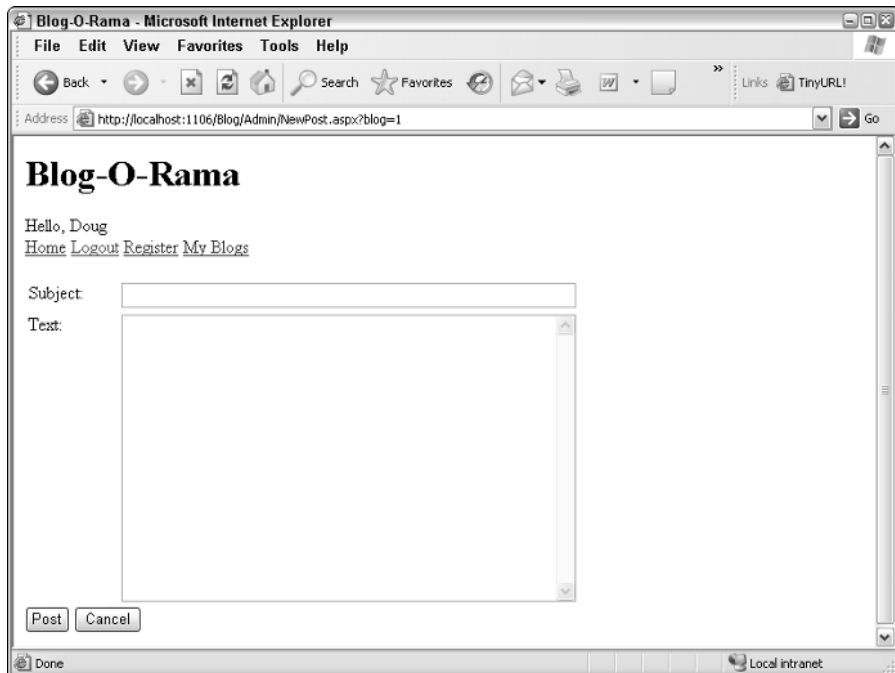 Blog-O-Rama - Microsoft Internet Explorer
File Edit View Favorites Tools Help
Back Search Favorites W » Links TinyURL!
Address http://localhost:1106/Blog/Admin/NewPost.aspx?blog=1 Go
Blog-O-Rama
Hello, Doug
Home Logout Register My Blogs
Subject:
Text:
Post Cancel
Done Local intranet